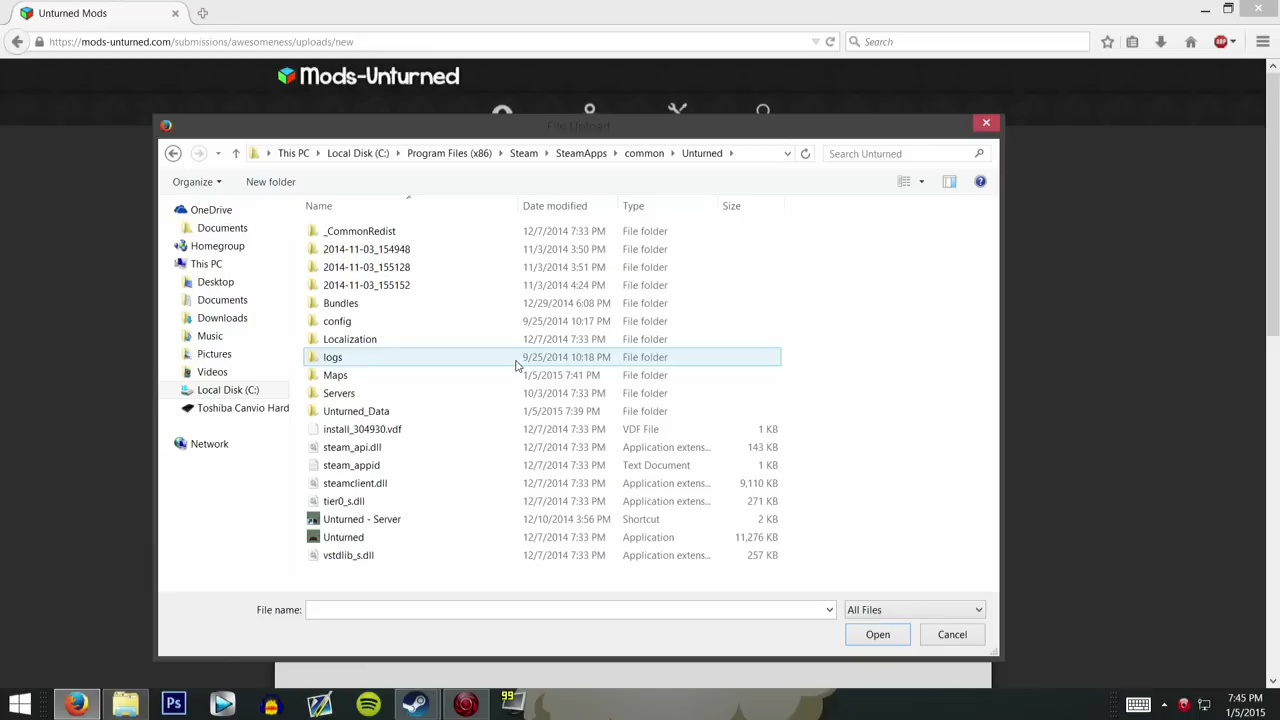 Unturned Mods
https://mods-unturned.com/submissions/awesomeness/uploads/new
Search
ABP
Mods-Unturned
File Upload
This PC
Local Disk (C:)
Program Files (x86)
Steam
SteamApps
common
Unturned
Search Unturned
Organize
New folder
Name Date modified Type Size
OneDrive
Documents
Homegroup
This PC
Desktop
Documents
Downloads
Music
Pictures
Videos
Local Disk (C:)
Toshiba Canvio Hard
Network
_CommonRedist 12/7/2014 7:33 PM File folder
2014-11-03_154948 11/3/2014 3:50 PM File folder
2014-11-03_155128 11/3/2014 3:51 PM File folder
2014-11-03_155152 11/3/2014 4:24 PM File folder
Bundles 12/29/2014 6:08 PM File folder
config 9/25/2014 10:17 PM File folder
Localization 12/7/2014 7:33 PM File folder
logs 9/25/2014 10:18 PM File folder
Maps 1/5/2015 7:41 PM File folder
Servers 10/3/2014 7:33 PM File folder
Unturned_Data 1/5/2015 7:39 PM File folder
install_304930.vdf 12/7/2014 7:33 PM VDF File 1 KB
steam_api.dll 12/7/2014 7:33 PM Application extens... 143 KB
steam_appid 12/7/2014 7:33 PM Text Document 1 KB
steamclient.dll 12/7/2014 7:33 PM Application extens... 9,110 KB
tier0_s.dll 12/7/2014 7:33 PM Application extens... 271 KB
Unturned - Server 12/10/2014 3:56 PM Shortcut 2 KB
Unturned 12/7/2014 7:33 PM Application 11,276 KB
vstdlib_s.dll 12/7/2014 7:33 PM Application extens... 257 KB
File name:
All Files
Open
Cancel
Ps
99
7:45 PM
1/5/2015